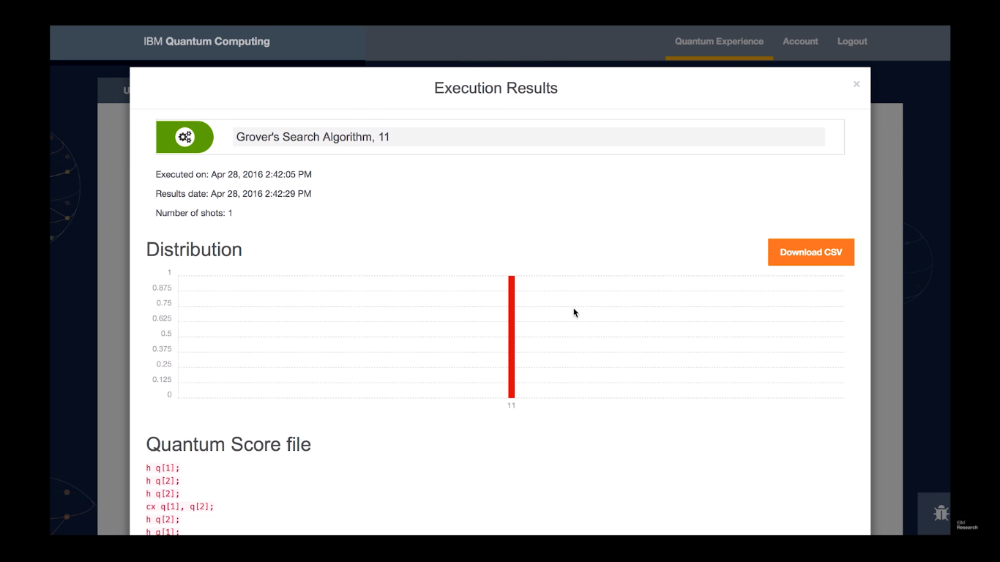 IBM Quantum Computing
Quantum Experience
Account
Logout
U
Execution Results
×
Grover's Search Algorithm, 11
Executed on: Apr 28, 2016 2:42:05 PM
Results date: Apr 28, 2016 2:42:29 PM
Number of shots: 1
Distribution
Download CSV
1
0.875
0.75
0.625
0.5
0.375
0.25
0.125
0
11
Quantum Score file
h q[1];
h q[2];
h q[2];
cx q[1], q[2];
h q[2];
h q[1];
IBM
Research